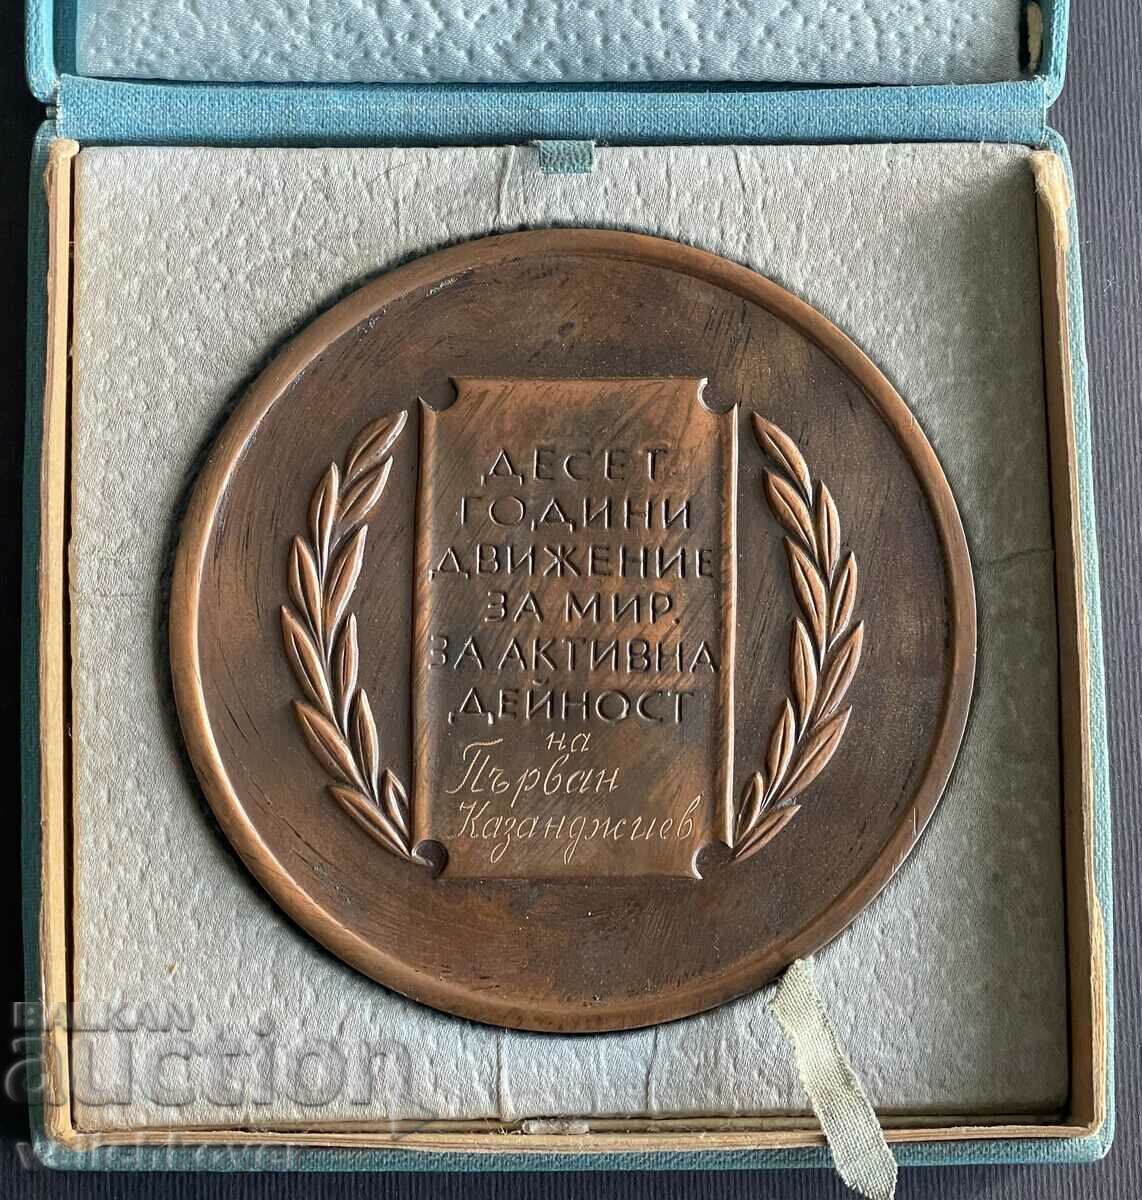 ДЕСЕТ
ГОДИНИ
ДВИЖЕНИЕ
ЗА МИР.
ЗА АКТИВНА
ДЕЙНОСТ
на
Първан
Казанджиев
BALKAN
auction